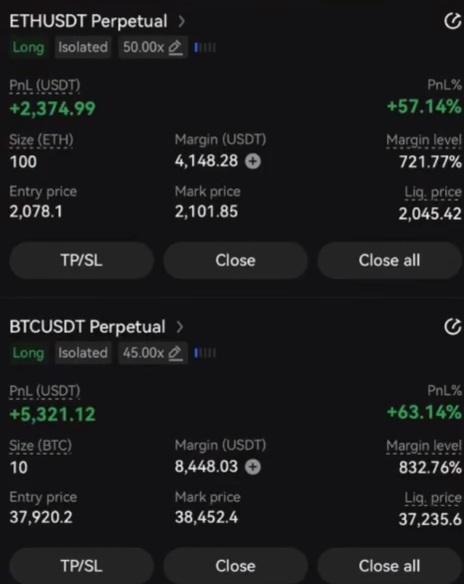 ETHUSDT Perpetual
Long Isolated 50.00x
PnL (USDT) PnL%
+2,374.99 +57.14%
Size (ETH) Margin (USDT) Margin level
100 4,148.28 721.77%
Entry price Mark price Liq. price
2,078.1 2,101.85 2,045.42
TP/SL Close Close all
BTCUSDT Perpetual
Long Isolated 45.00x
PnL (USDT) PnL%
+5,321.12 +63.14%
Size (BTC) Margin (USDT) Margin level
10 8,448.03 832.76%
Entry price Mark price Liq. price
37,920.2 38,452.4 37,235.6
TP/SL Close Close all